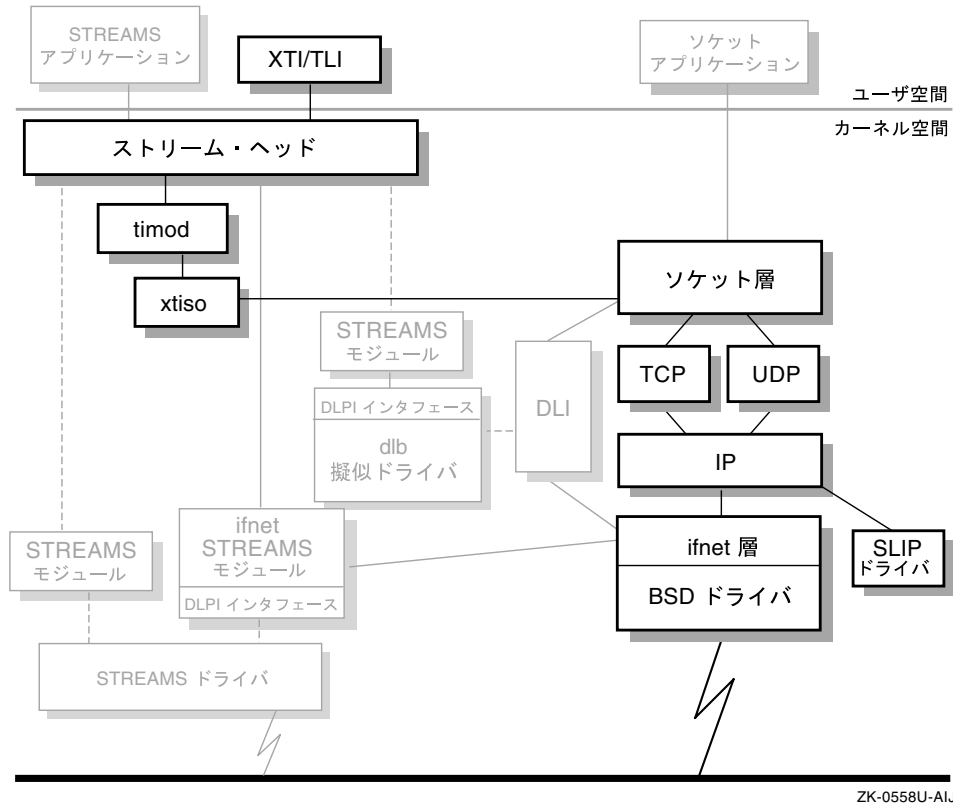 STREAMS
アプリケーション
XTI/TLI
ソケット
アプリケーション
ユーザ空間
カーネル空間
ストリーム・ヘッド
timod
xtiso
ソケット層
STREAMS
モジュール
DLI
TCP
UDP
DLPI インタフェース
dlb
擬似ドライバ
IP
ifnet
STREAMS
モジュール
DLPI インタフェース
STREAMS
モジュール
ifnet 層
BSD ドライバ
SLIP
ドライバ
STREAMS ドライバ
ZK-0558U-AIJ